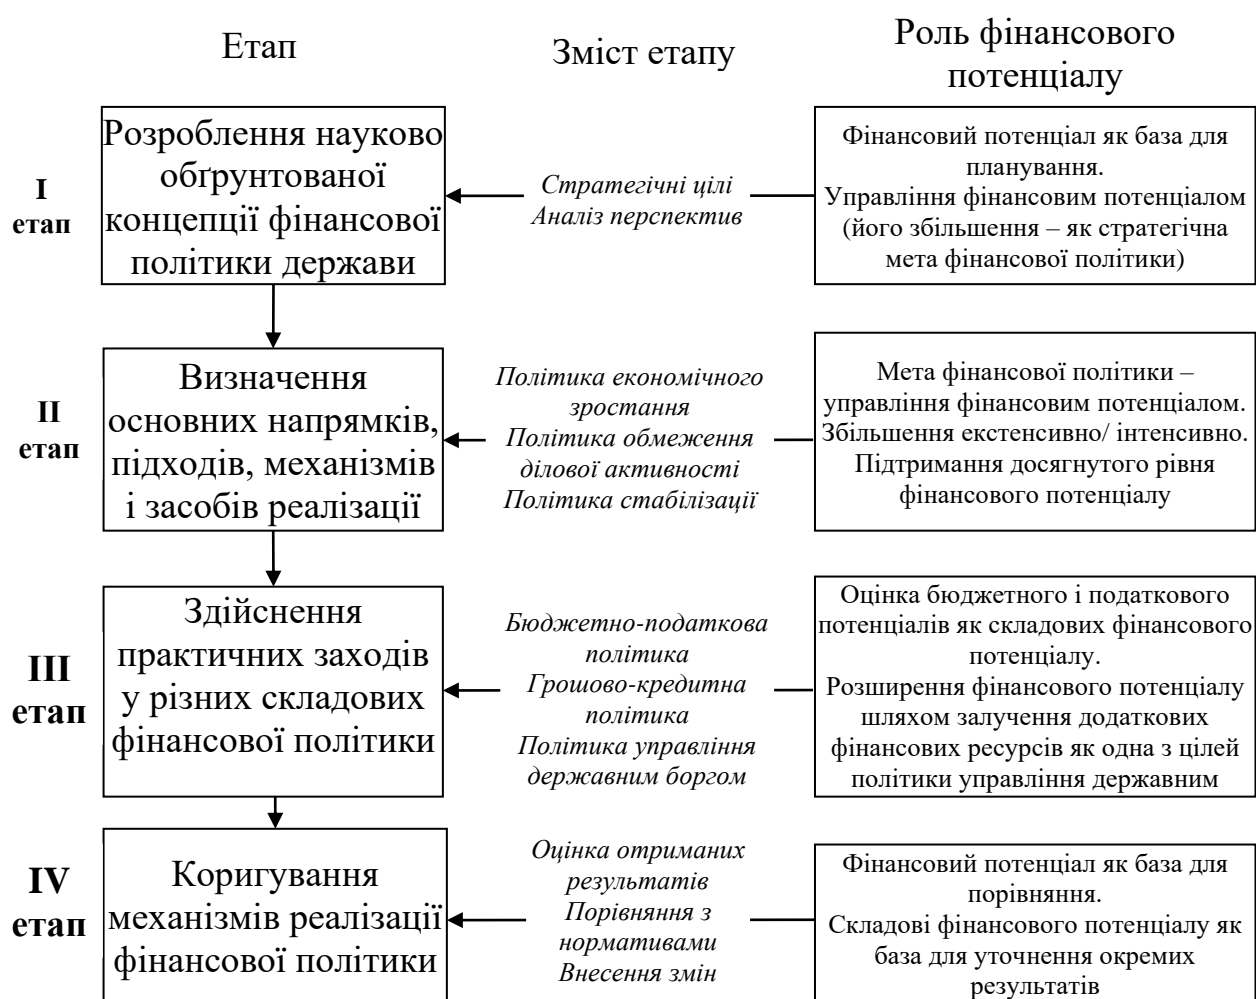 Етап
Зміст етапу
Роль фінансового
потенціалу
І
етап
Розроблення науково
обґрунтованої
концепції фінансової
політики держави
Стратегічні цілі
Аналіз перспектив
Фінансовий потенціал як база для
планування.
Управління фінансовим потенціалом
(його збільшення – як стратегічна
мета фінансової політики)
ІІ
етап
Визначення
основних напрямків,
підходів, механізмів
і засобів реалізації
Політика економічного
зростання
Політика обмеження
ділової активності
Політика стабілізації
Мета фінансової політики –
управління фінансовим потенціалом.
Збільшення екстенсивно/ інтенсивно.
Підтримання досягнутого рівня
фінансового потенціалу
ІІІ
етап
Здійснення
практичних заходів
у різних складових
фінансової політики
Бюджетно-податкова
політика
Грошово-кредитна
політика
Політика управління
державним боргом
Оцінка бюджетного і податкового
потенціалів як складових фінансового
потенціалу.
Розширення фінансового потенціалу
шляхом залучення додаткових
фінансових ресурсів як одна з цілей
політики управління державним
IV
етап
Коригування
механізмів реалізації
фінансової політики
Оцінка отриманих
результатів
Порівняння з
нормативами
Внесення змін
Фінансовий потенціал як база для
порівняння.
Складові фінансового потенціалу як
база для уточнення окремих
результатів